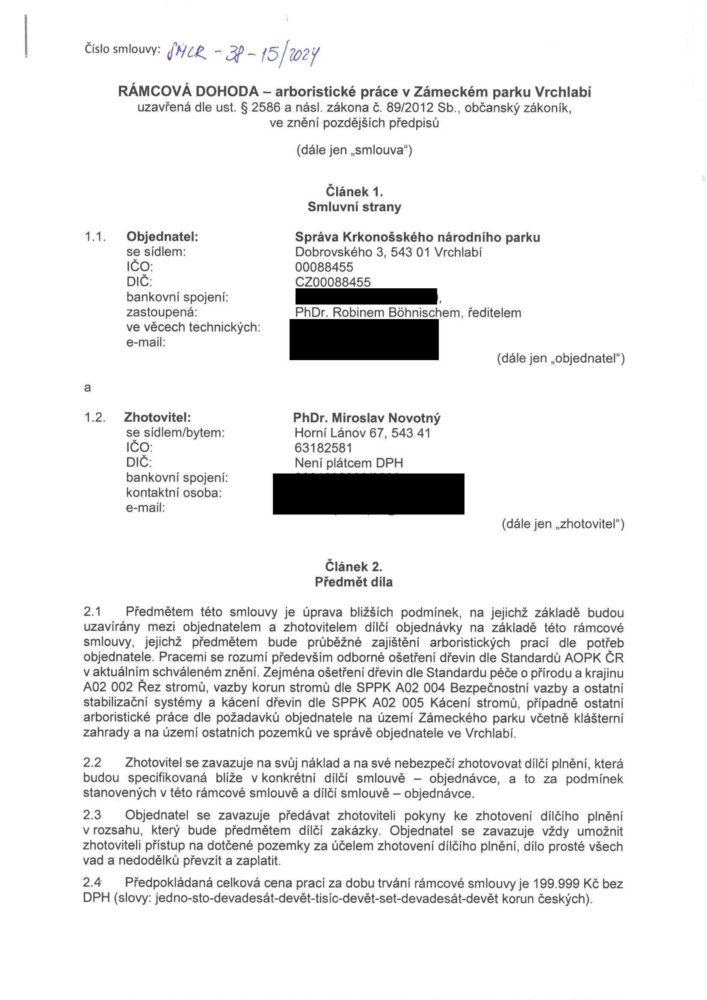 Číslo smlouvy: SMLR - 38 - 15/2024
RÁMCOVÁ DOHODA – arboristické práce v Zámeckém parku Vrchlabí
uzavřená dle ust. § 2586 a násl. zákona č. 89/2012 Sb., občanský zákoník,
ve znění pozdějších předpisů
(dále jen „smlouva“)
Článek 1.
Smluvní strany
1.1. Objednatel: Správa Krkonošského národního parku
se sídlem: Dobrovského 3, 543 01 Vrchlabí
IČO: 00088455
DIČ: CZ00088455
bankovní spojení: ,
zastoupená: PhDr. Robinem Böhnischem, ředitelem
ve věcech technických:
e-mail:
(dále jen „objednatel“)
a
1.2. Zhotovitel: PhDr. Miroslav Novotný
se sídlem/bytem: Horní Lánov 67, 543 41
IČO: 63182581
DIČ: Není plátcem DPH
bankovní spojení:
kontaktní osoba:
e-mail:
(dále jen „zhotovitel“)
Článek 2.
Předmět díla
2.1 Předmětem této smlouvy je úprava bližších podmínek, na jejichž základě budou
uzavírány mezi objednatelem a zhotovitelem dílčí objednávky na základě této rámcové
smlouvy, jejichž předmětem bude průběžné zajištění arboristických prací dle potřeb
objednatele. Pracemi se rozumí především odborné ošetření dřevin dle Standardů AOPK ČR
v aktuálním schváleném znění. Zejména ošetření dřevin dle Standardu péče o přírodu a krajinu
A02 002 Řez stromů, vazby korun stromů dle SPPK A02 004 Bezpečnostní vazby a ostatní
stabilizační systémy a kácení dřevin dle SPPK A02 005 Kácení stromů, případně ostatní
arboristické práce dle požadavků objednatele na území Zámeckého parku včetně klášterní
zahrady a na území ostatních pozemků ve správě objednatele ve Vrchlabí.
2.2 Zhotovitel se zavazuje na svůj náklad a na své nebezpečí zhotovovat dílčí plnění, která
budou specifikovaná blíže v konkrétní dílčí smlouvě – objednávce, a to za podmínek
stanovených v této rámcové smlouvě a dílčí smlouvě – objednávce.
2.3 Objednatel se zavazuje předávat zhotoviteli pokyny ke zhotovení dílčího plnění
v rozsahu, který bude předmětem dílčí zakázky. Objednatel se zavazuje vždy umožnit
zhotoviteli přístup na dotčené pozemky za účelem zhotovení dílčího plnění, dílo prosté všech
vad a nedodělků převzít a zaplatit.
2.4 Předpokládaná celková cena prací za dobu trvání rámcové smlouvy je 199.999 Kč bez
DPH (slovy: jedno-sto-devadesát-devět-tisíc-devět-set-devadesát-devět korun českých).